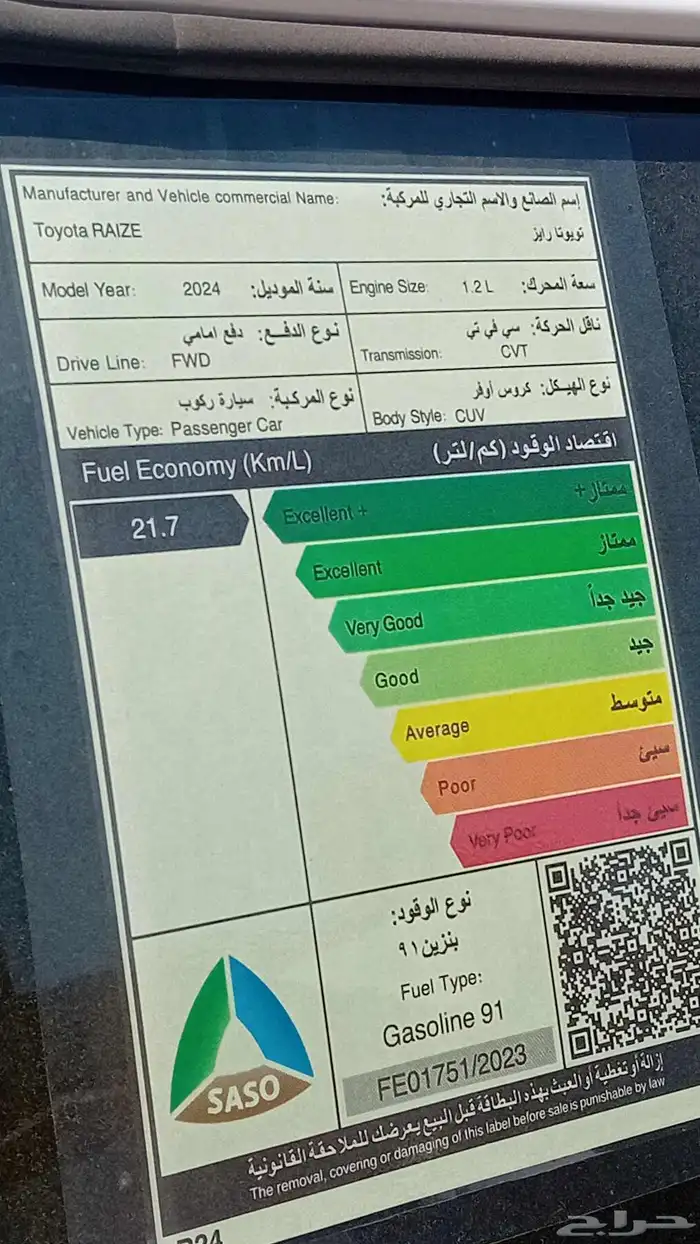 Manufacturer and Vehicle commercial Name: إسم الصانع والاسم التجاري للمركبة:
Toyota RAIZE تويوتا رايز
Model Year: 2024 سنة الموديل: Engine Size: 1.2 L سعة المحرك:
نوع الدفع: دفع امامي
Drive Line: FWD
ناقل الحركة: سي في تي
Transmission: CVT
نوع المركبة: سيارة ركوب
Vehicle Type: Passenger Car
نوع الهيكل: كروس أوفر
Body Style: CUV
Fuel Economy (Km/L) اقتصاد الوقود (كم/لتر)
21.7
Excellent + ممتاز+
Excellent ممتاز
Very Good جيد جداً
Good جيد
Average متوسط
Poor سيئ
Very Poor سيئ جداً
نوع الوقود:
بنزين ٩١
Fuel Type:
Gasoline 91
FE01751/2023
SASO
إزالة أو تغطية أو العبث بهذه البطاقة قبل البيع يعرضك للملاحقة القانونية
The removal, covering or damaging of this label before sale is punishable by law
حراج